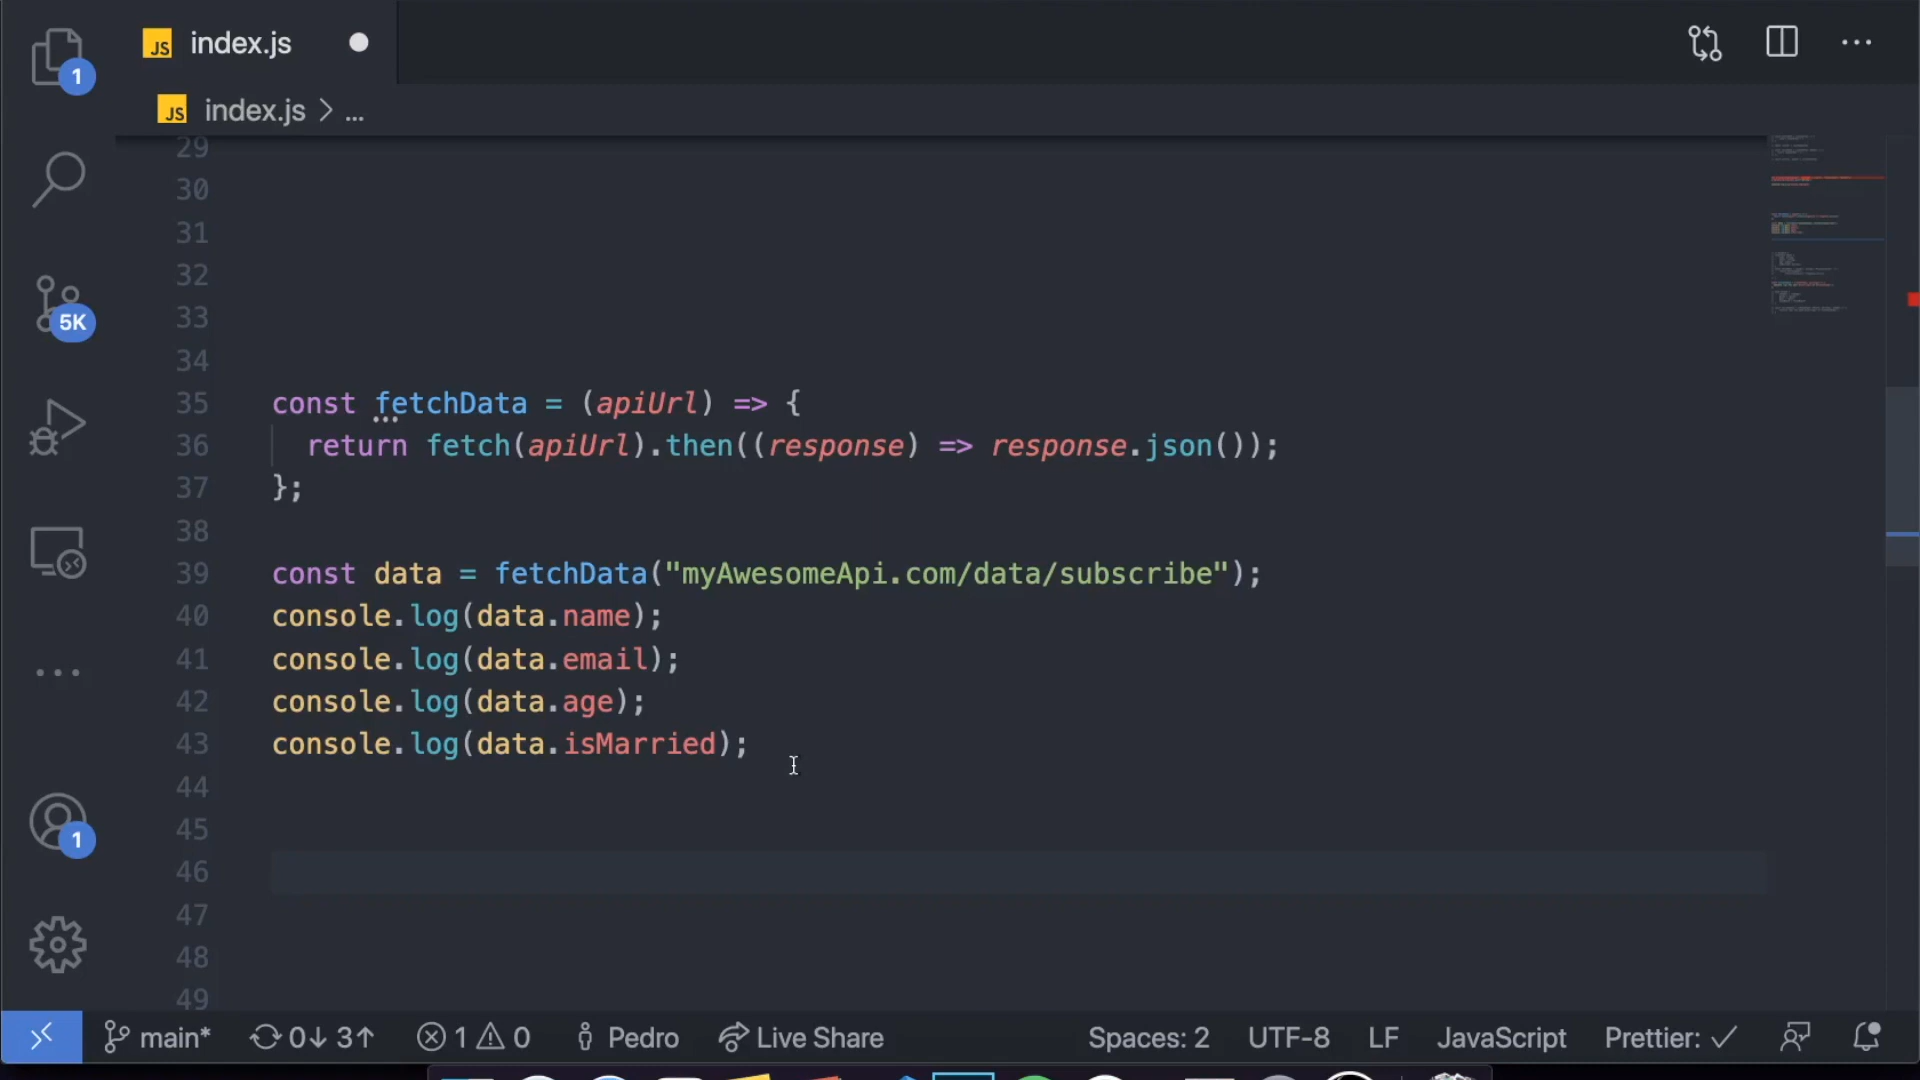 JS index.js
1
JS index.js > ...
29
30
31
32
33
34
35 const fetchData = (apiUrl) => {
36 return fetch(apiUrl).then((response) => response.json());
37 };
38
39 const data = fetchData("myAwesomeApi.com/data/subscribe");
40 console.log(data.name);
41 console.log(data.email);
42 console.log(data.age);
43 console.log(data.isMarried);
44
45
46
47
48
49
5K
1
main* 0↓ 3↑ 1 0 Pedro Live Share Spaces: 2 UTF-8 LF JavaScript Prettier: ✓